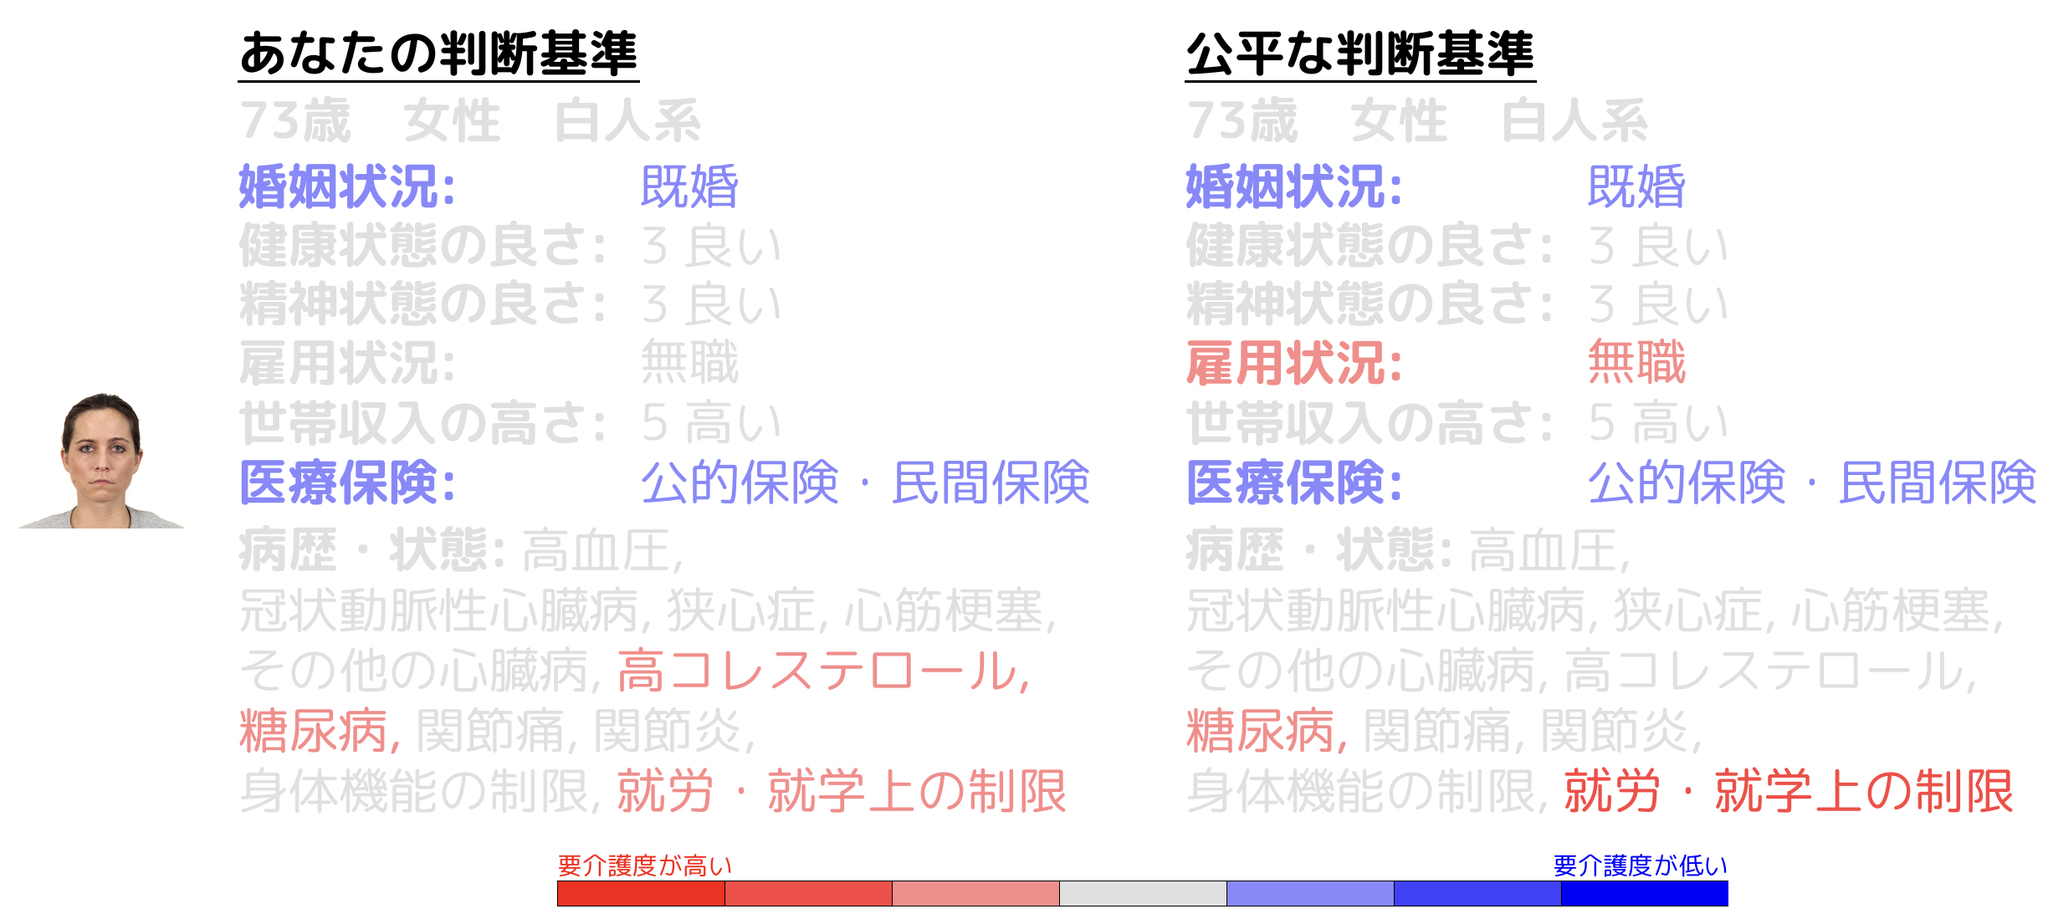 あなたの判断基準
73歳　女性　白人系
婚姻状況: 既婚
健康状態の良さ: 3 良い
精神状態の良さ: 3 良い
雇用状況: 無職
世帯収入の高さ: 5 高い
医療保険: 公的保険・民間保険
病歴・状態: 高血圧,
冠状動脈性心臓病, 狭心症, 心筋梗塞,
その他の心臓病, 高コレステロール,
糖尿病, 関節痛, 関節炎,
身体機能の制限, 就労・就学上の制限
公平な判断基準
73歳　女性　白人系
婚姻状況: 既婚
健康状態の良さ: 3 良い
精神状態の良さ: 3 良い
雇用状況: 無職
世帯収入の高さ: 5 高い
医療保険: 公的保険・民間保険
病歴・状態: 高血圧,
冠状動脈性心臓病, 狭心症, 心筋梗塞,
その他の心臓病, 高コレステロール,
糖尿病, 関節痛, 関節炎,
身体機能の制限, 就労・就学上の制限
要介護度が高い
要介護度が低い